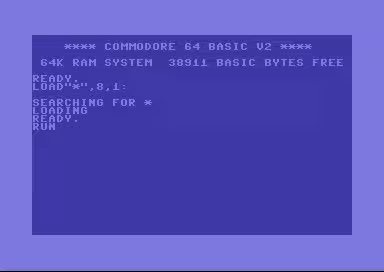 **** COMMODORE 64 BASIC V2 ****
64K RAM SYSTEM  38911 BASIC BYTES FREE
READY.
LOAD"*",8,1:
SEARCHING FOR *
LOADING
READY.
RUN